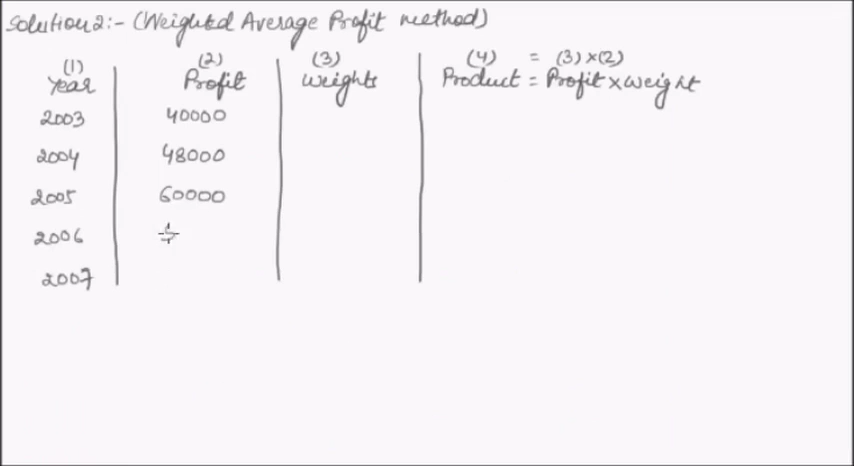 Solution 2:- (Weighted Average Profit method)
(1) (2) (3) (4) = (3)×(2)
Year Profit Weights Product = Profit × Weight
2003 40000
2004 48000
2005 60000
2006
2007